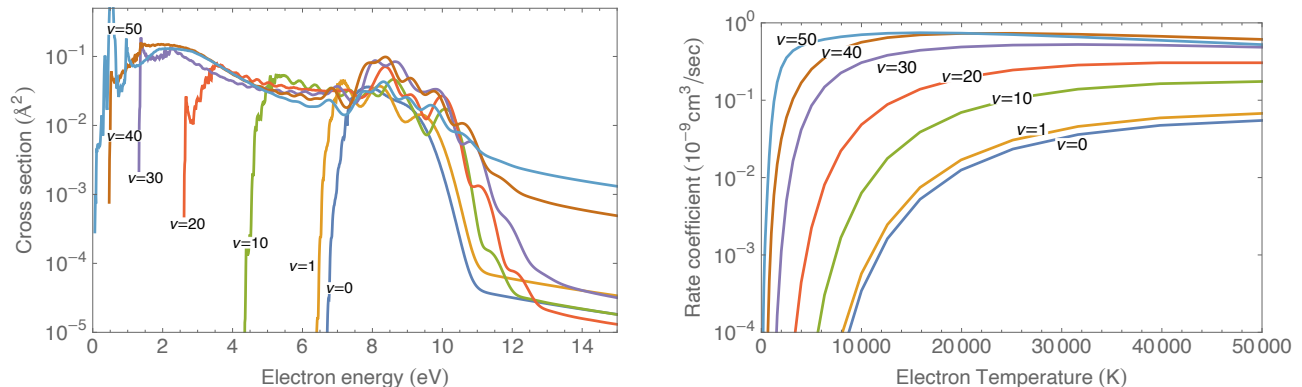 Cross section (Å²)
10⁻¹
10⁻²
10⁻³
10⁻⁴
10⁻⁵
v=50
v=40
v=30
v=20
v=10
v=1
v=0
0 2 4 6 8 10 12 14
Electron energy (eV)
Rate coefficient (10⁻⁹ cm³/sec)
10⁰
10⁻¹
10⁻²
10⁻³
10⁻⁴
v=50
v=40
v=30
v=20
v=10
v=1
v=0
0 10 000 20 000 30 000 40 000 50 000
Electron Temperature (K)